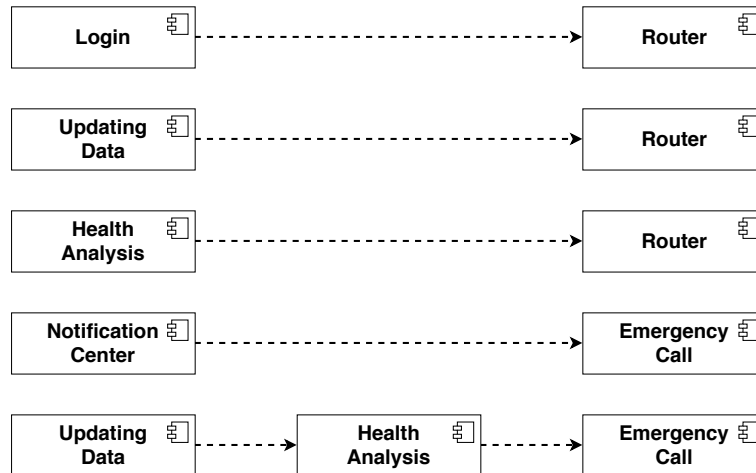 Login
Router
Updating
Data
Router
Health
Analysis
Router
Notification
Center
Emergency
Call
Updating
Data
Health
Analysis
Emergency
Call